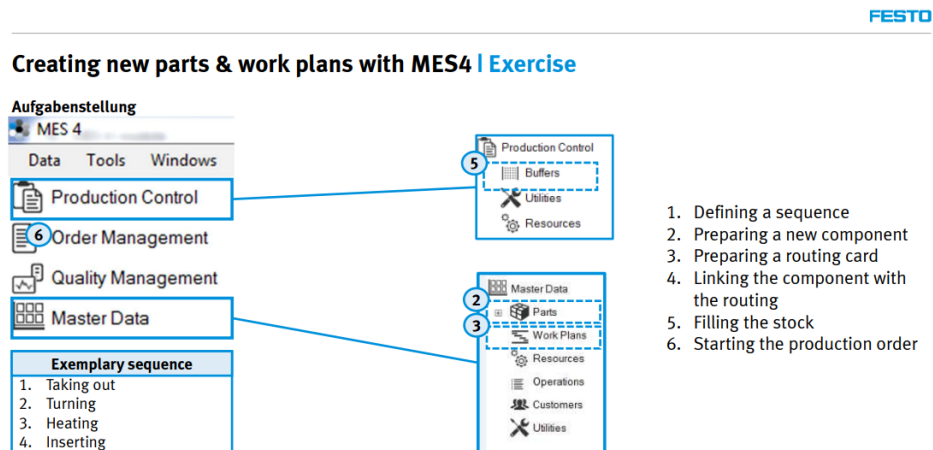 FESTO
Creating new parts & work plans with MES4 | Exercise
Aufgabenstellung
MES 4
Data Tools Windows
Production Control
6 Order Management
Quality Management
Master Data
Exemplary sequence
1. Taking out
2. Turning
3. Heating
4. Inserting
Production Control
5
Buffers
Utilities
Resources
Master Data
2
Parts
3
Work Plans
Resources
Operations
Customers
Utilities
1. Defining a sequence
2. Preparing a new component
3. Preparing a routing card
4. Linking the component with
the routing
5. Filling the stock
6. Starting the production order